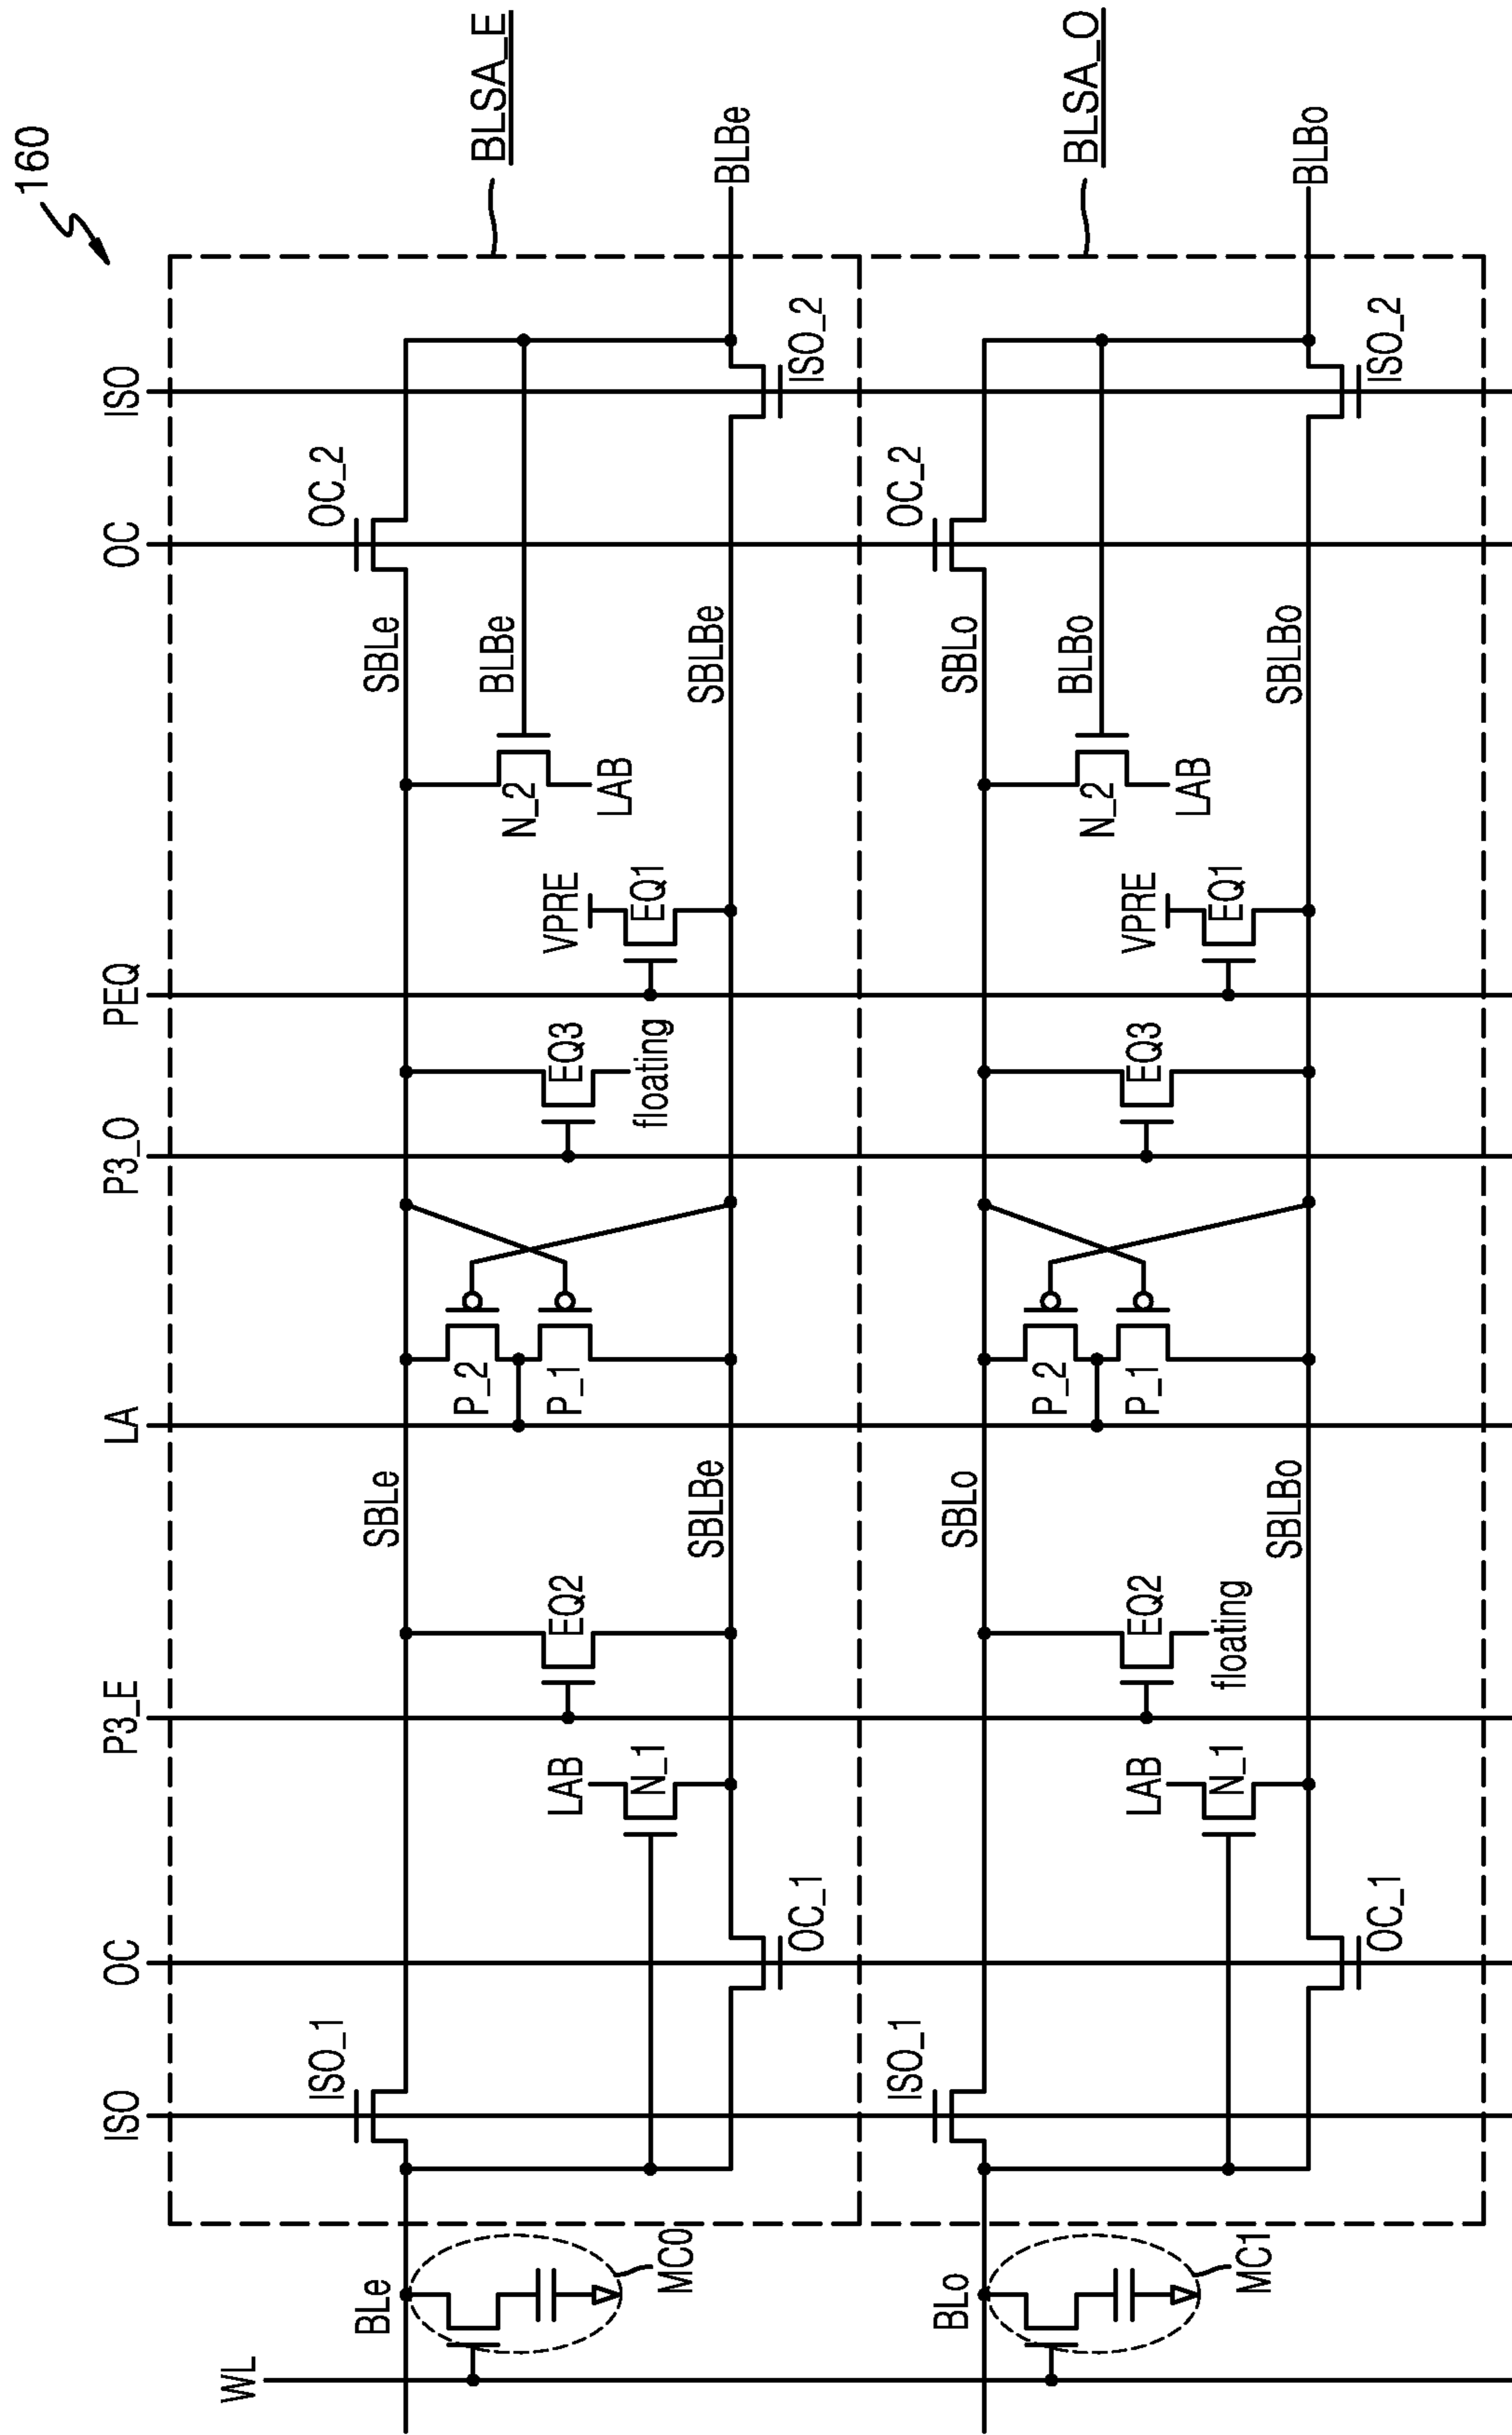 160
WL
ISO
OC
P3_E
LA
P3_O
PEQ
OC
ISO
BLe
ISO_1
SBLe
SBLe
OC_2
BLSA_E
MC0
LAB
N_1
EQ2
P_2
P_1
EQ3
floating
VPRE
EQ1
N_2
LAB
BLBe
SBLBe
SBLBe
BLBe
OC_1
ISO_2
BLo
ISO_1
SBLo
SBLo
OC_2
BLSA_O
MC1
LAB
N_1
EQ2
floating
P_2
P_1
EQ3
VPRE
EQ1
N_2
LAB
BLBo
SBLBo
SBLBo
BLBo
OC_1
ISO_2